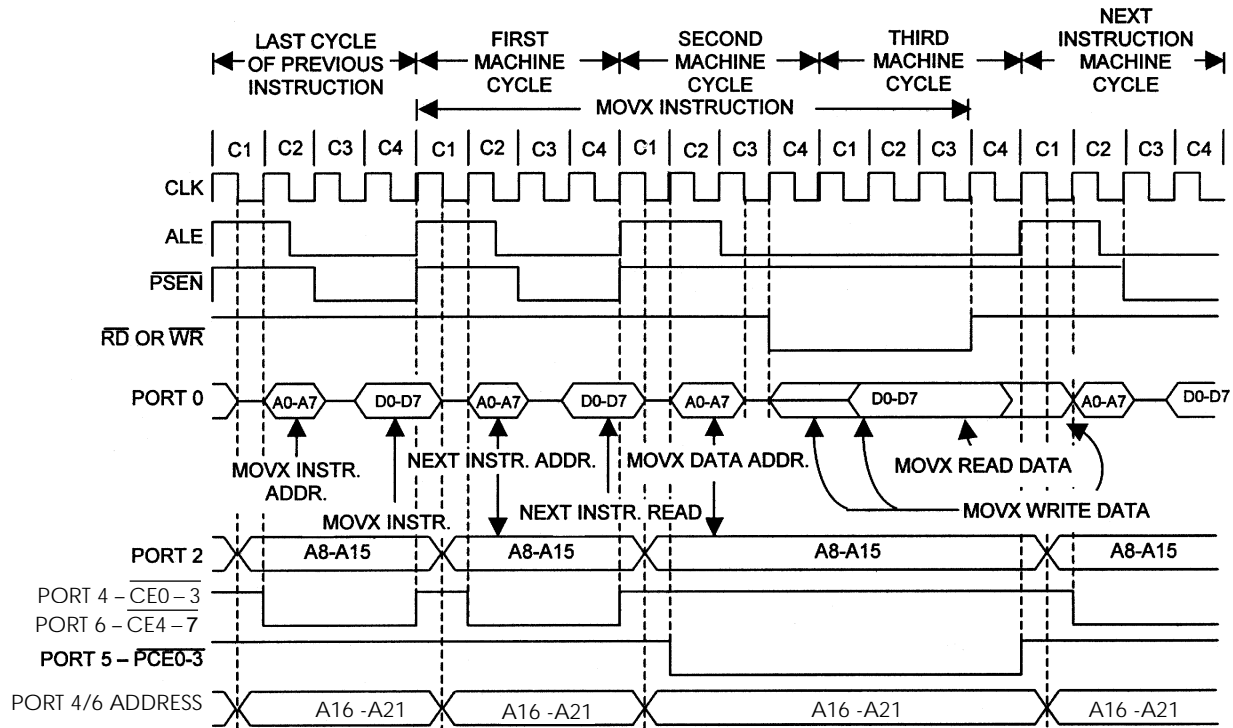 LAST CYCLE
OF PREVIOUS
INSTRUCTION
FIRST
MACHINE
CYCLE
SECOND
MACHINE
CYCLE
THIRD
MACHINE
CYCLE
NEXT
INSTRUCTION
MACHINE
CYCLE
MOVX INSTRUCTION
C1 C2 C3 C4 C1 C2 C3 C4 C1 C2 C3 C4 C1 C2 C3 C4 C1 C2 C3 C4
CLK
ALE
PSEN
RD OR WR
PORT 0 A0-A7 D0-D7 A0-A7 D0-D7 A0-A7 D0-D7 A0-A7 D0-D7
MOVX INSTR.
ADDR.
NEXT INSTR. ADDR.
MOVX DATA ADDR.
MOVX READ DATA
MOVX INSTR.
NEXT INSTR. READ
MOVX WRITE DATA
PORT 2 A8-A15 A8-A15 A8-A15 A8-A15
PORT 4 – CE0 – 3
PORT 6 – CE4 – 7
PORT 5 – PCE0-3
PORT 4/6 ADDRESS A16 -A21 A16 -A21 A16 -A21 A16 -A21